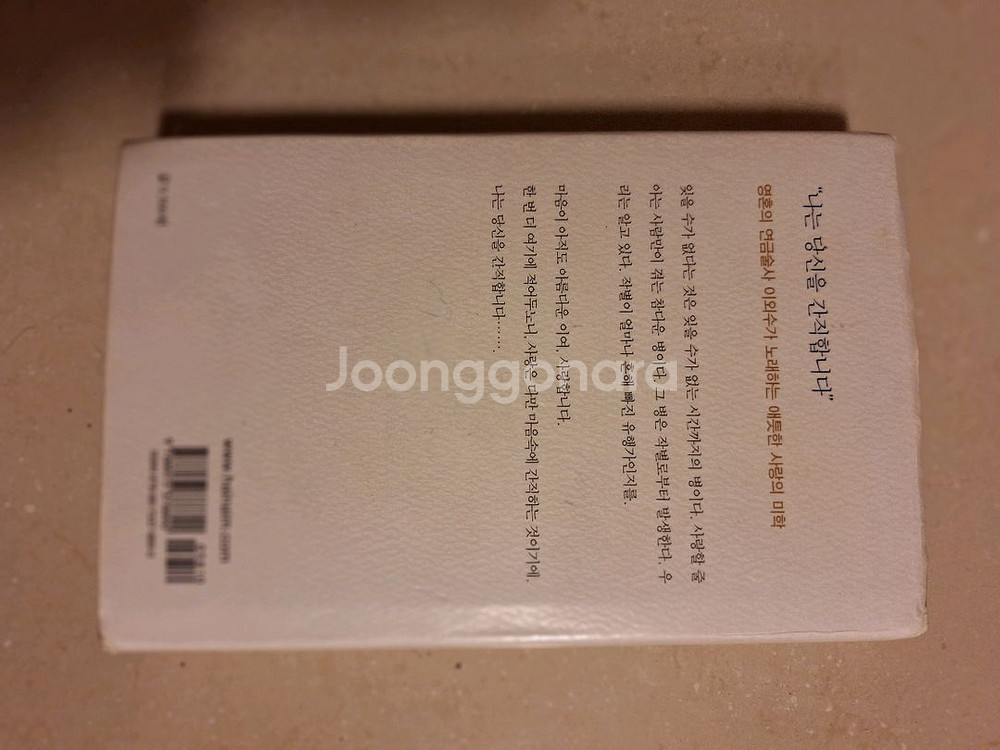 "나는 당신을 간직합니다"
영혼의 연금술사 이외수가 노래하는 애틋한 사랑의 미학
잊을 수가 없다는 것은 잊을 수가 없는 시간까지의 병이다. 사랑할 줄
아는 사람만이 겪는 참다운 병이다. 그 병은 작별로부터 발생한다. 우
리는 알고 있다. 작별이 얼마나 흔해 빠진 유행가인지를.
마음이 아직도 아름다운 이여. 사랑합니다.
한 번 더 여기에 적어두노니, 사랑은 다만 마음속에 간직하는 것이기에.
나는 당신을 간직합니다…….
www.hainaim.com
Joonggonara